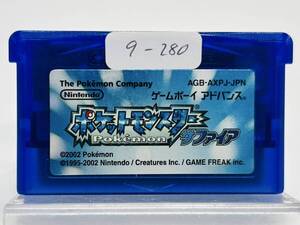 9-280
The Pokémon Company AGB-AXPJ-JPN
Nintendo ゲームボーイ アドバンス
ポケットモンスター
Pokémon サファイア
©2002 Pokémon
©1995-2002 Nintendo / Creatures Inc. / GAME FREAK inc.